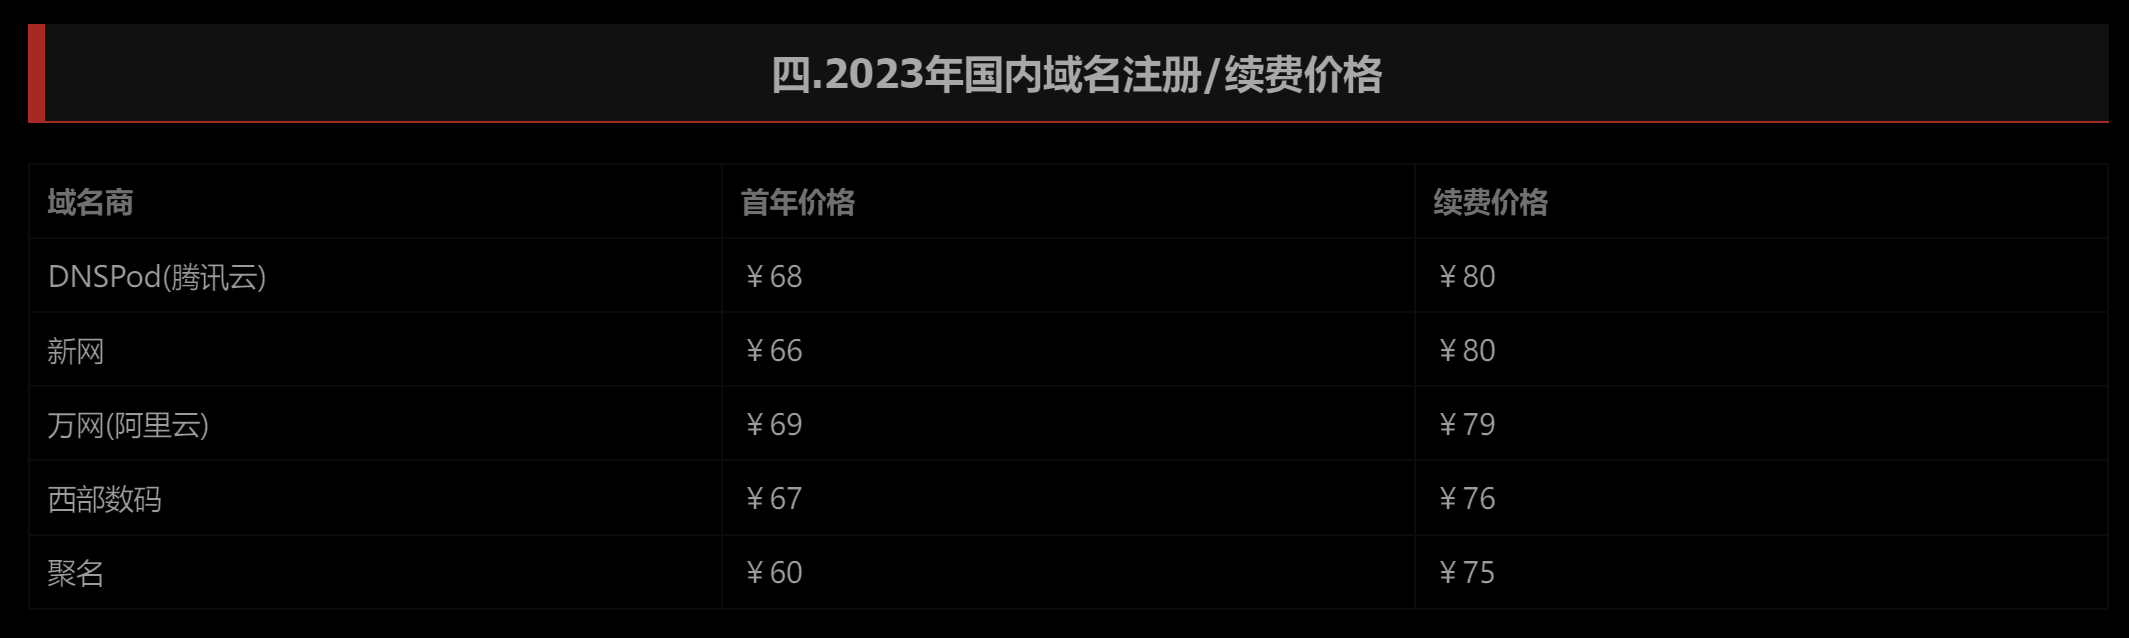 四.2023年国内域名注册/续费价格
域名商 首年价格 续费价格
DNSPod(腾讯云) ￥68 ￥80
新网 ￥66 ￥80
万网(阿里云) ￥69 ￥79
西部数码 ￥67 ￥76
聚名 ￥60 ￥75